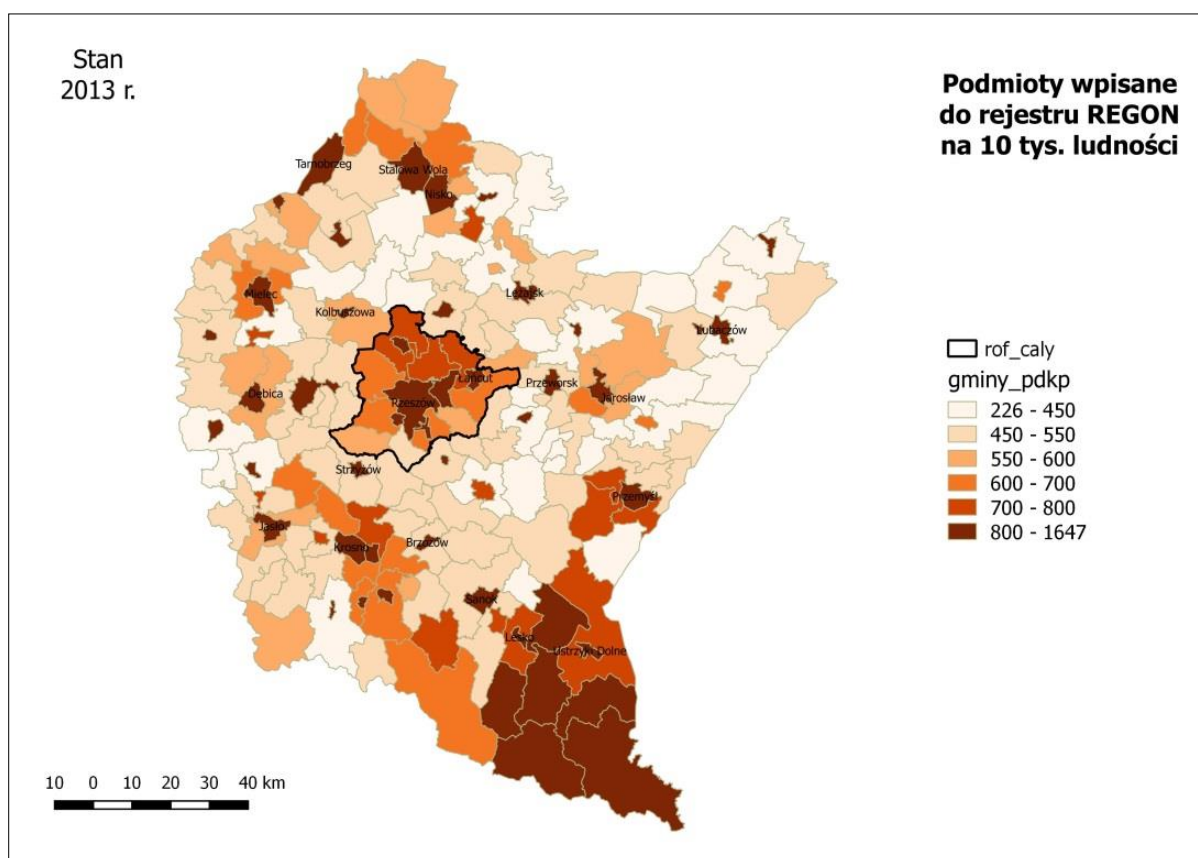 Stan
2013 r.
Podmioty wpisane
do rejestru REGON
na 10 tys. ludności
Tarnobrzeg
Stalowa Wola
Nisko
Mielec
Leżajsk
Kolbuszowa
Lubaczów
Łańcut
Przeworsk
Dębica
Rzeszów
Jarosław
Strzyżów
Przemyśl
Jasło
Krosno
Brzozów
Sanok
Lesko
Ustrzyki Dolne
rof_caly
gminy_pdkp
226 - 450
450 - 550
550 - 600
600 - 700
700 - 800
800 - 1647
10 0 10 20 30 40 km